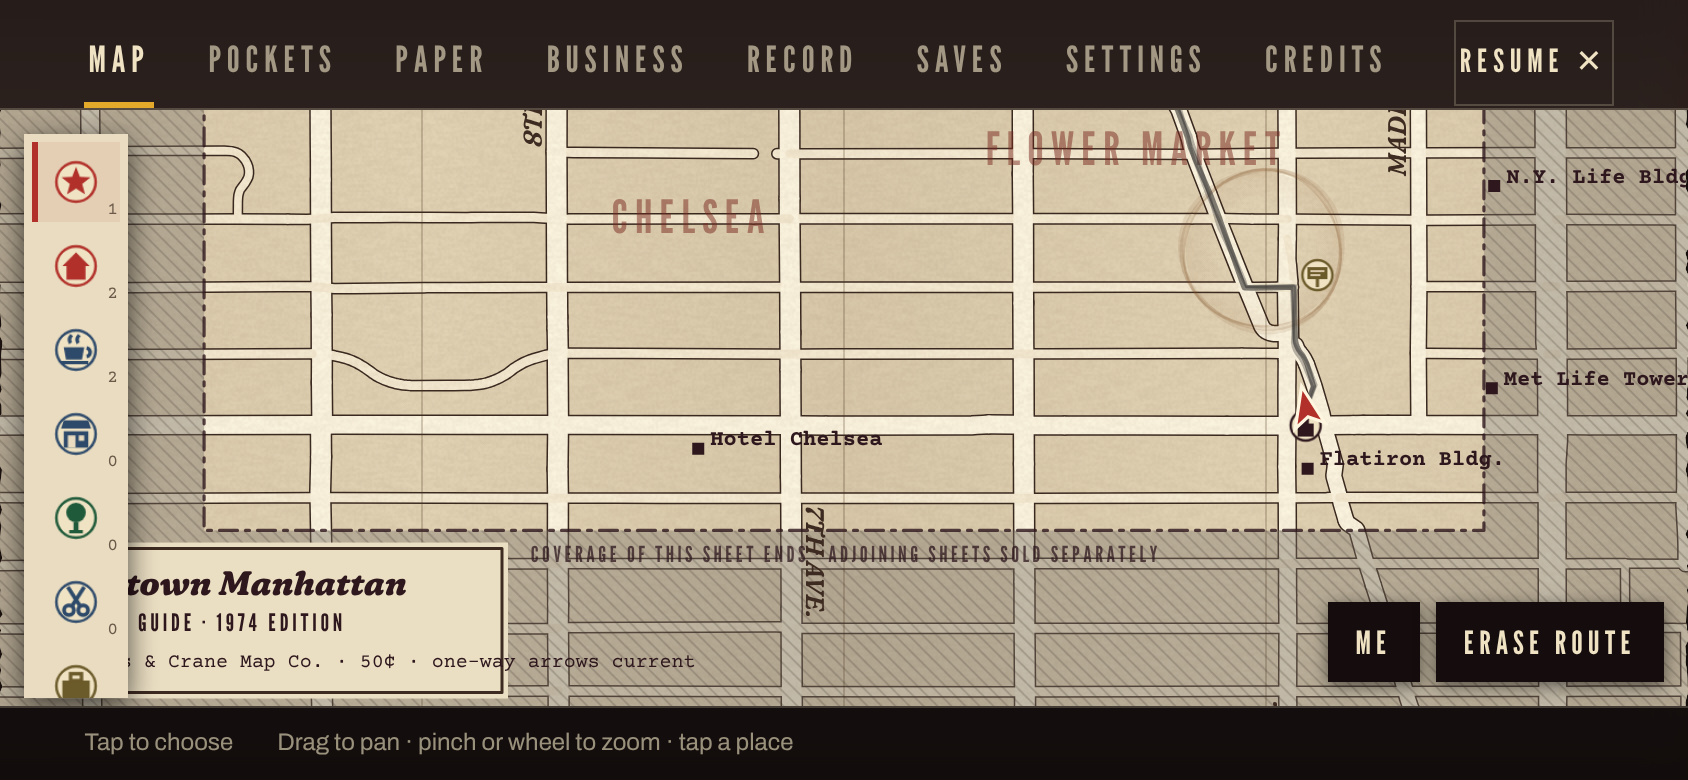 MAP POCKETS PAPER BUSINESS RECORD SAVES SETTINGS CREDITS RESUME ✕
FLOWER MARKET
N.Y. Life Bldg
CHELSEA
1
2
Met Life Tower
2
Hotel Chelsea
Flatiron Bldg.
0
7TH AVE.
COVERAGE OF THIS SHEET ENDS · ADJOINING SHEETS SOLD SEPARATELY
0
town Manhattan
GUIDE · 1974 EDITION
0
& Crane Map Co. · 50¢ · one-way arrows current
ME ERASE ROUTE
Tap to choose Drag to pan · pinch or wheel to zoom · tap a place